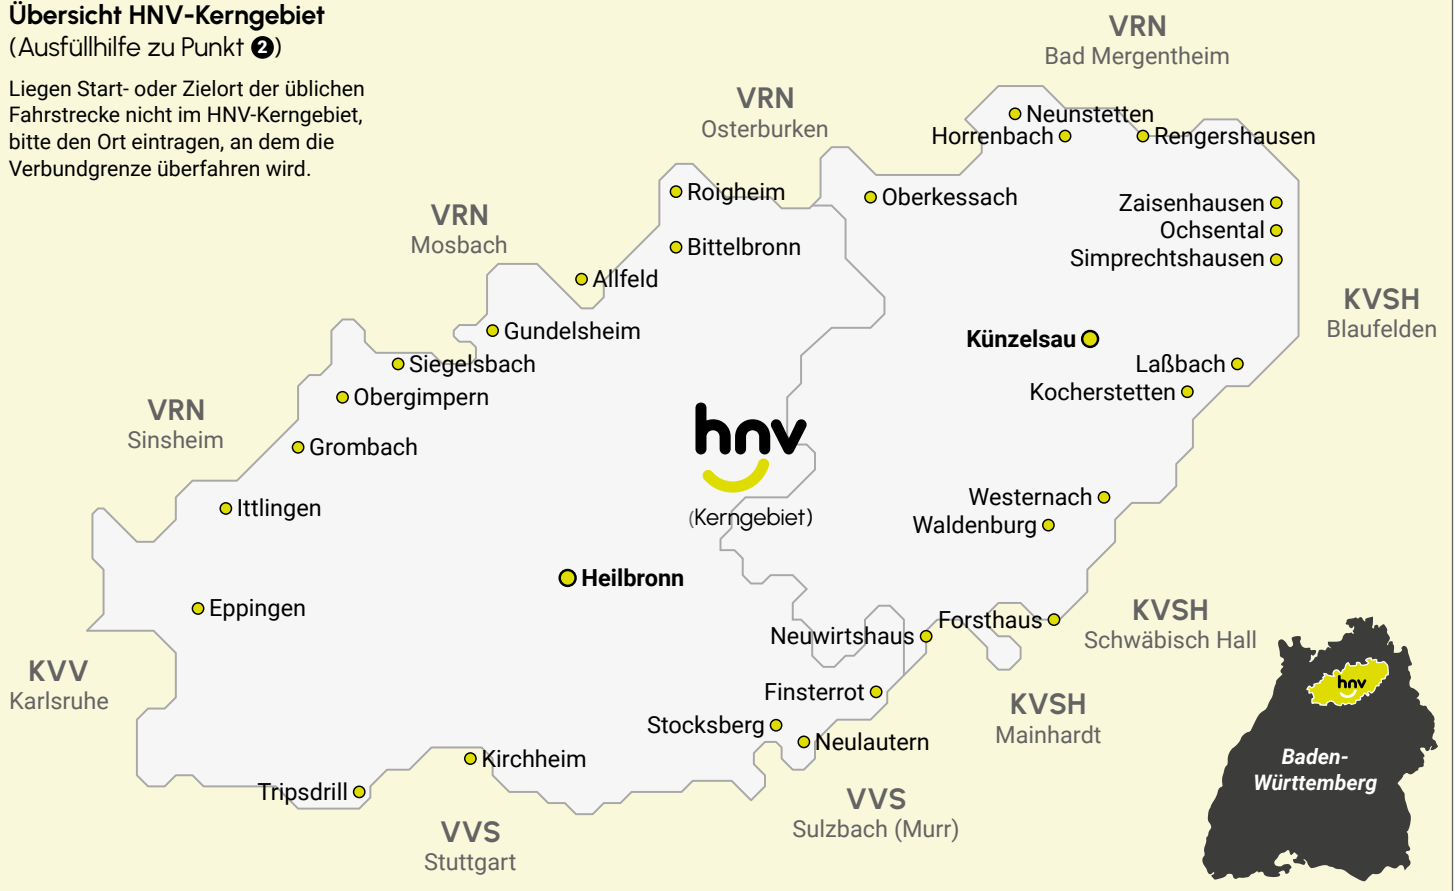 Übersicht HNV-Kerngebiet
(Ausfüllhilfe zu Punkt 2)
Liegen Start- oder Zielort der üblichen
Fahrstrecke nicht im HNV-Kerngebiet,
bitte den Ort eintragen, an dem die
Verbundgrenze überfahren wird.
VRN
Bad Mergentheim
VRN
Osterburken
Neunstetten
Horrenbach
Rengershausen
Roigheim
Oberkessach
Zaisenhausen
Ochsental
Simprechtshausen
VRN
Mosbach
Bittelbronn
Allfeld
KVSH
Blaufelden
Gundelsheim
Künzelsau
Siegelsbach
Laßbach
Obergimpern
Kocherstetten
VRN
Sinsheim
hnv
(Kerngebiet)
Grombach
Westernach
Ittlingen
Waldenburg
Heilbronn
Eppingen
Forsthaus
Neuwirtshaus
KVSH
Schwäbisch Hall
KVV
Karlsruhe
Finsterrot
KVSH
Mainhardt
Stocksberg
Neulautern
Kirchheim
Tripsdrill
VVS
Sulzbach (Murr)
VVS
Stuttgart
hnv
Baden-
Württemberg